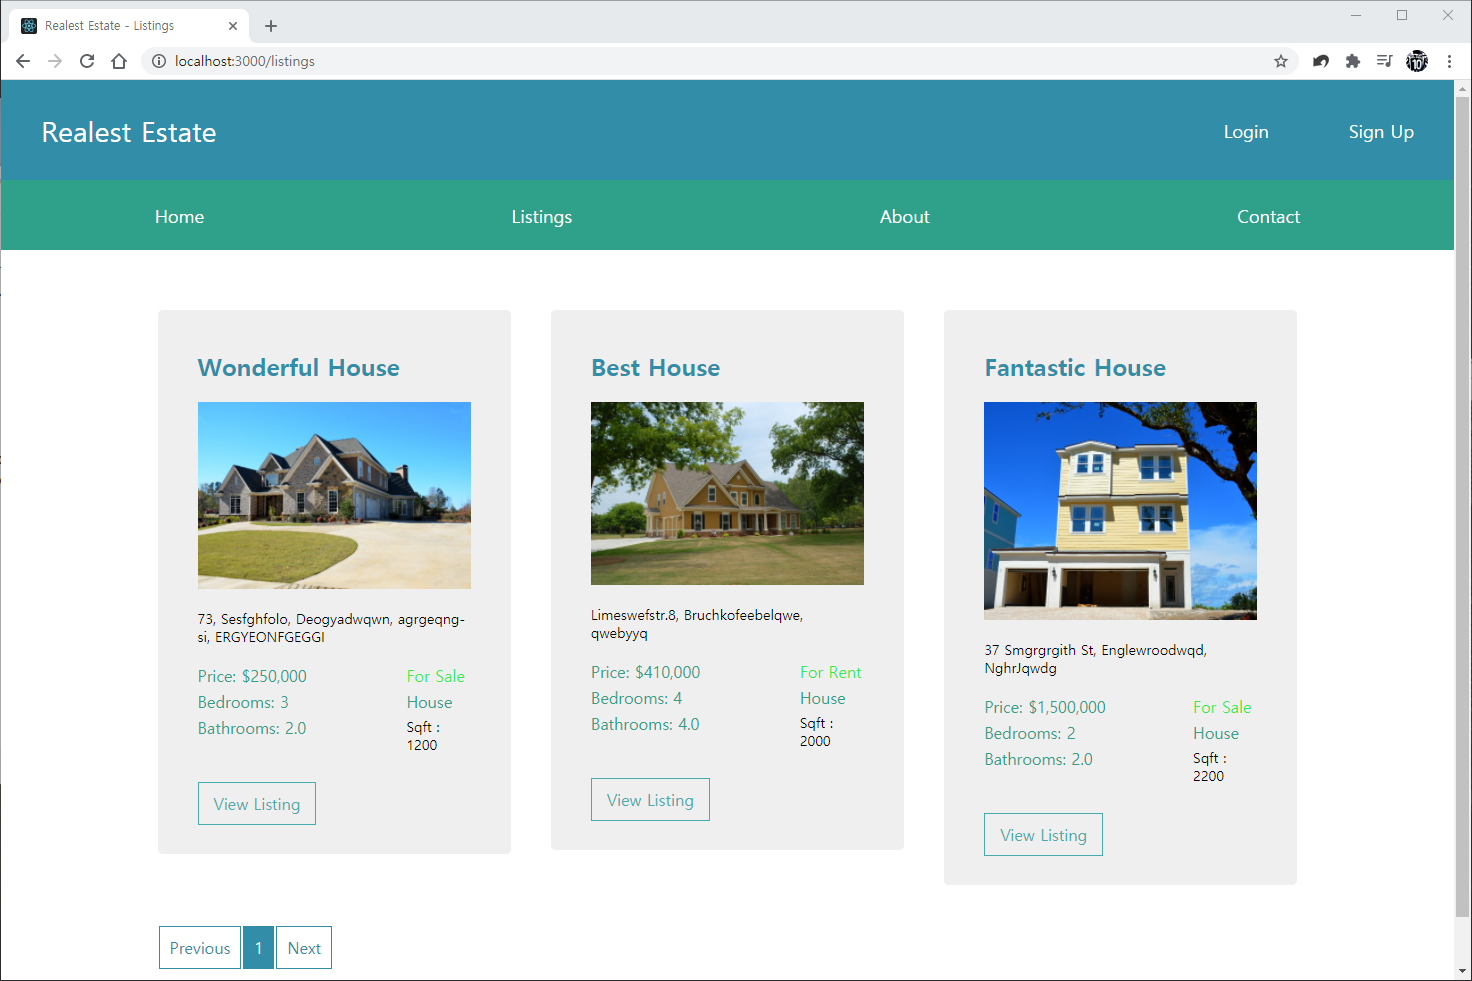 Realest Estate - Listings
localhost:3000/listings
10
Realest Estate
Login
Sign Up
Home
Listings
About
Contact
Wonderful House
73, Sesfghfolo, Deogyadwqwn, agrgeqng-
si, ERGYEONFGEGGI
Price: $250,000
For Sale
Bedrooms: 3
House
Bathrooms: 2.0
Sqft :
1200
View Listing
Best House
Limeswefstr.8, Bruchkofeebelqwe,
qwebyyq
Price: $410,000
For Rent
Bedrooms: 4
House
Bathrooms: 4.0
Sqft :
2000
View Listing
Fantastic House
37 Smgrgrgith St, Englewroodwqd,
NghrJqwdg
Price: $1,500,000
For Sale
Bedrooms: 2
House
Bathrooms: 2.0
Sqft :
2200
View Listing
Previous
1
Next